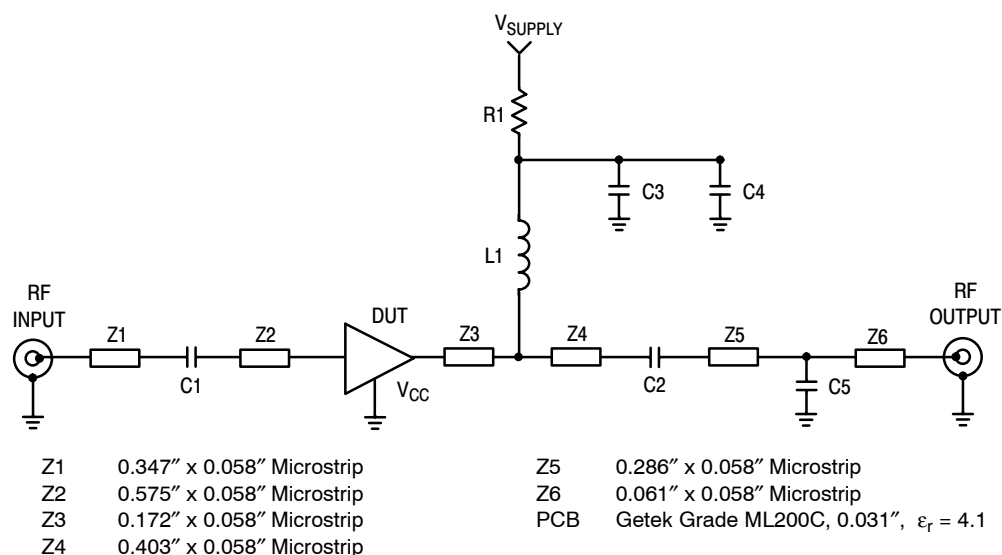 V_SUPPLY
R1
C3
C4
L1
RF
INPUT
Z1
C1
Z2
DUT
V_CC
Z3
Z4
C2
Z5
C5
Z6
RF
OUTPUT
Z1 0.347″ x 0.058″ Microstrip
Z2 0.575″ x 0.058″ Microstrip
Z3 0.172″ x 0.058″ Microstrip
Z4 0.403″ x 0.058″ Microstrip
Z5 0.286″ x 0.058″ Microstrip
Z6 0.061″ x 0.058″ Microstrip
PCB Getek Grade ML200C, 0.031″, ε_r = 4.1